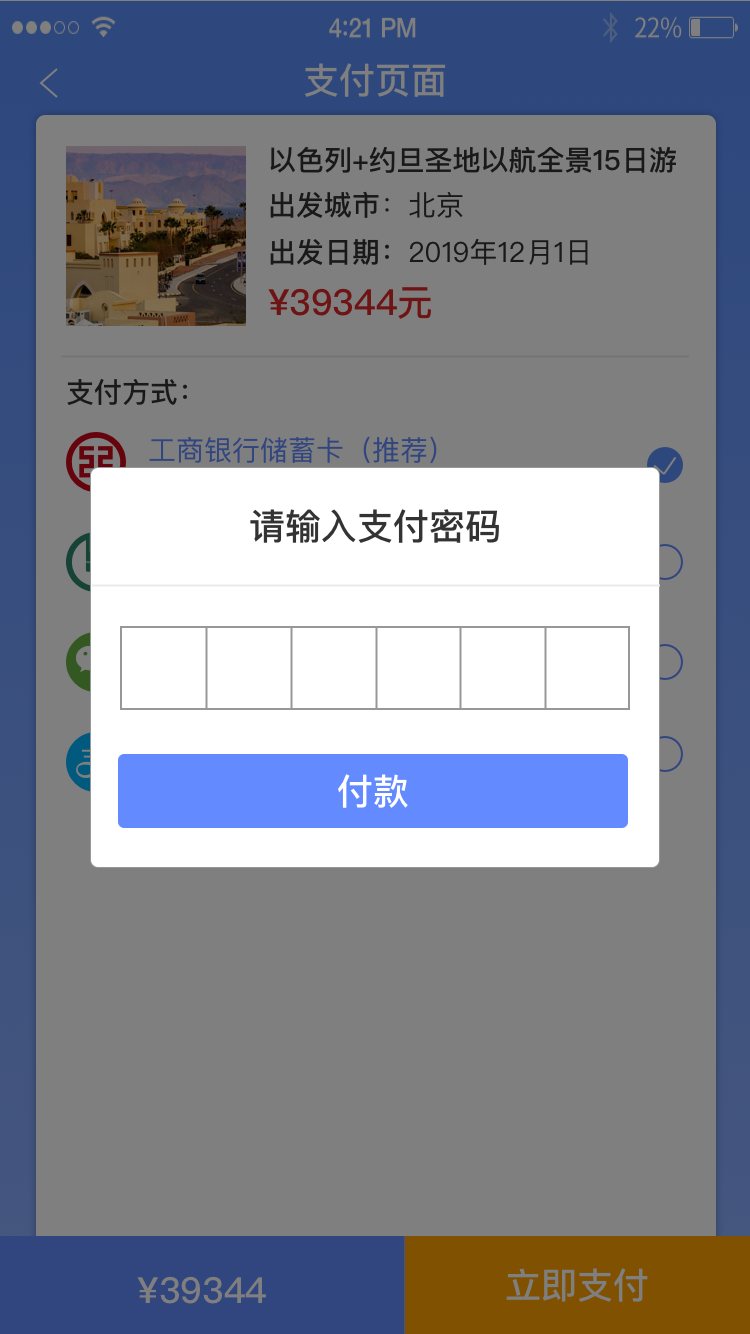 4:21 PM
22%
支付页面
以色列+约旦圣地以航全景15日游
出发城市：北京
出发日期：2019年12月1日
¥39344元
支付方式：
工商银行储蓄卡（推荐）
请输入支付密码
付款
¥39344
立即支付